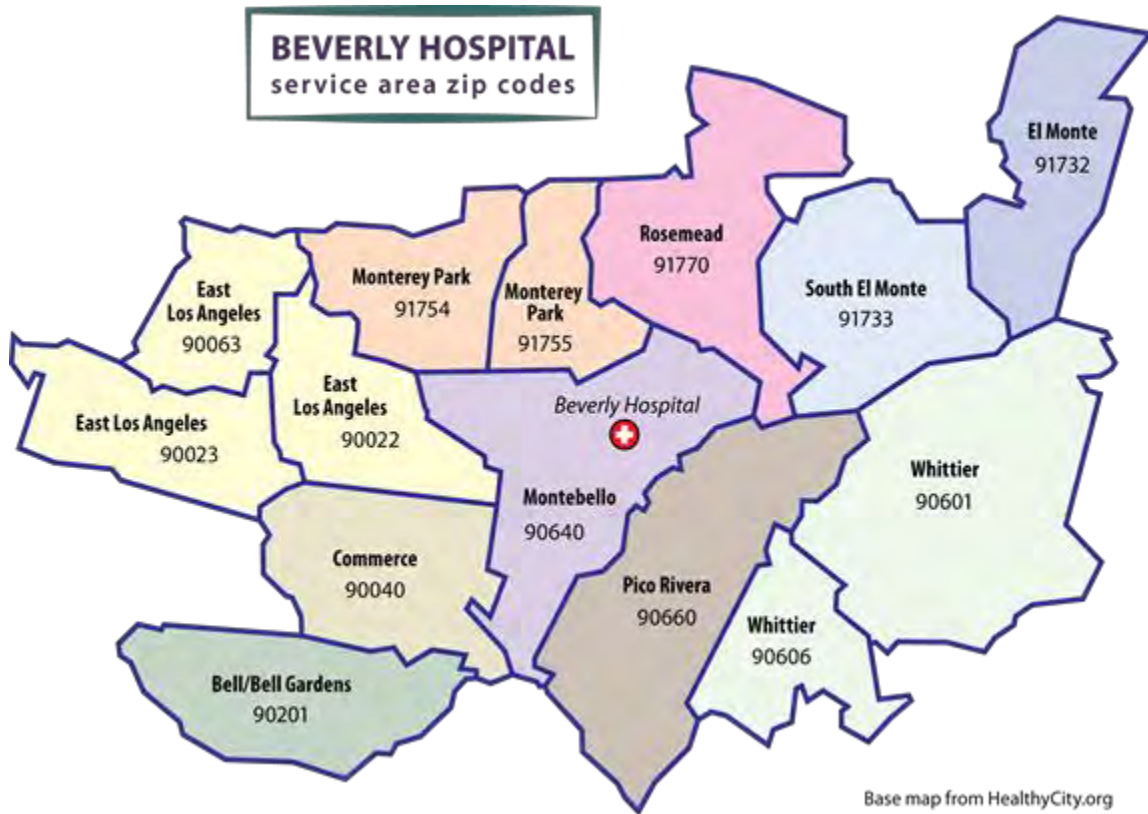 BEVERLY HOSPITAL
service area zip codes
El Monte
91732
Rosemead
91770
Monterey Park
91754
Monterey
Park
91755
South El Monte
91733
East
Los Angeles
90063
East
Los Angeles
90022
East Los Angeles
90023
Beverly Hospital
Montebello
90640
Whittier
90601
Commerce
90040
Pico Rivera
90660
Whittier
90606
Bell/Bell Gardens
90201
Base map from HealthyCity.org